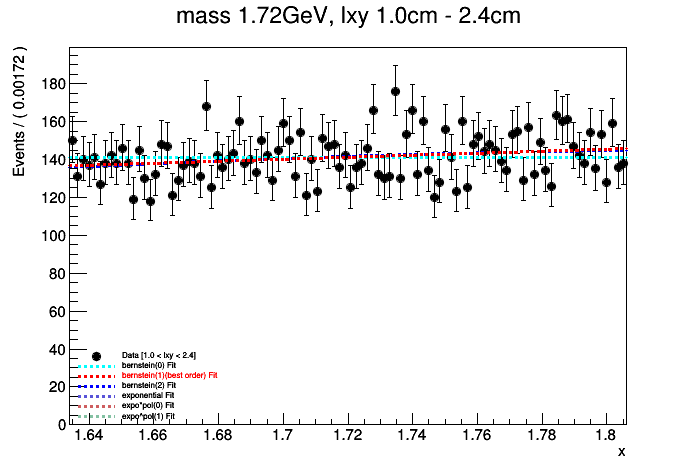 mass 1.72GeV, lxy 1.0cm - 2.4cm
Events / ( 0.00172 )
180
160
140
120
100
80
60
40
20
0
Data [1.0 < lxy < 2.4]
bernstein(0) Fit
bernstein(1)(best order) Fit
bernstein(2) Fit
exponential Fit
expo*pol(0) Fit
expo*pol(1) Fit
1.64 1.66 1.68 1.7 1.72 1.74 1.76 1.78 1.8
x